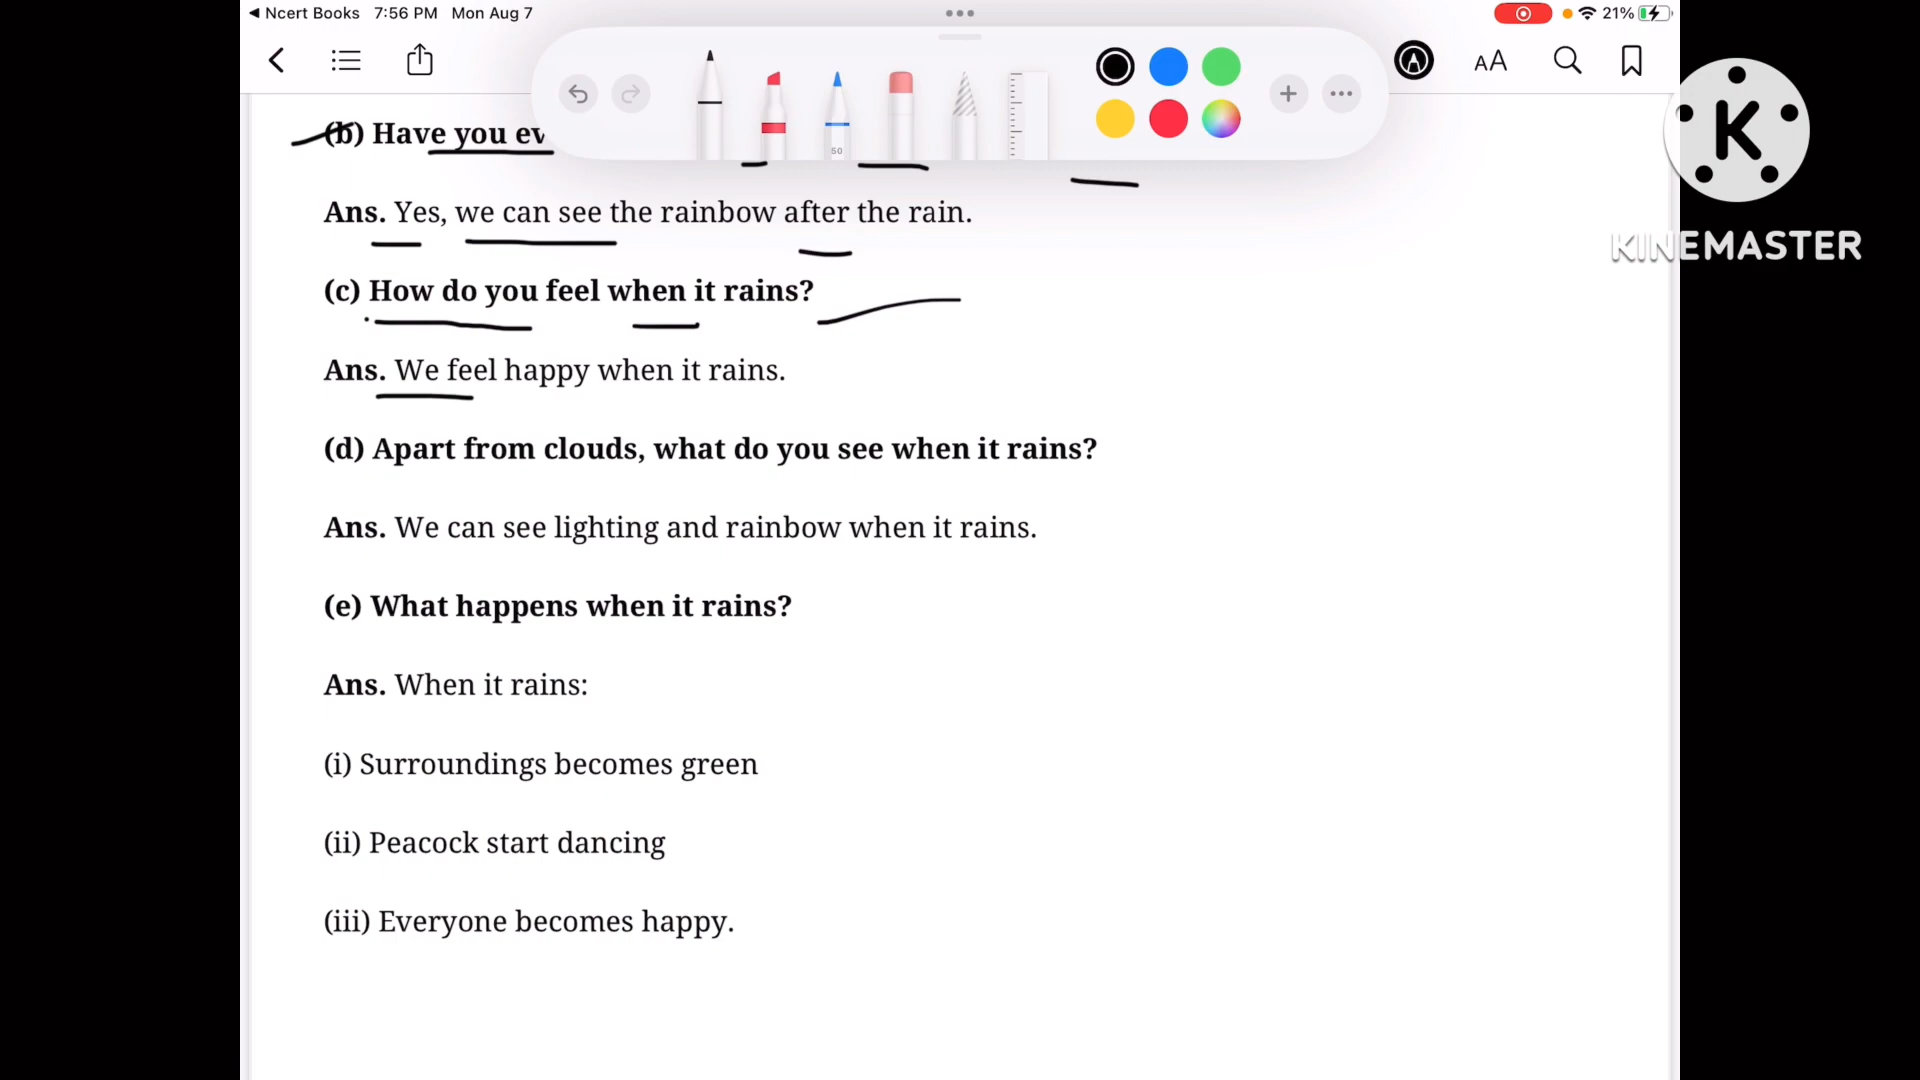 Ncert Books 7:56 PM Mon Aug 7 21%
AA
50
K
KINEMASTER
(b) Have you ev
Ans. Yes, we can see the rainbow after the rain.
(c) How do you feel when it rains?
Ans. We feel happy when it rains.
(d) Apart from clouds, what do you see when it rains?
Ans. We can see lighting and rainbow when it rains.
(e) What happens when it rains?
Ans. When it rains:
(i) Surroundings becomes green
(ii) Peacock start dancing
(iii) Everyone becomes happy.